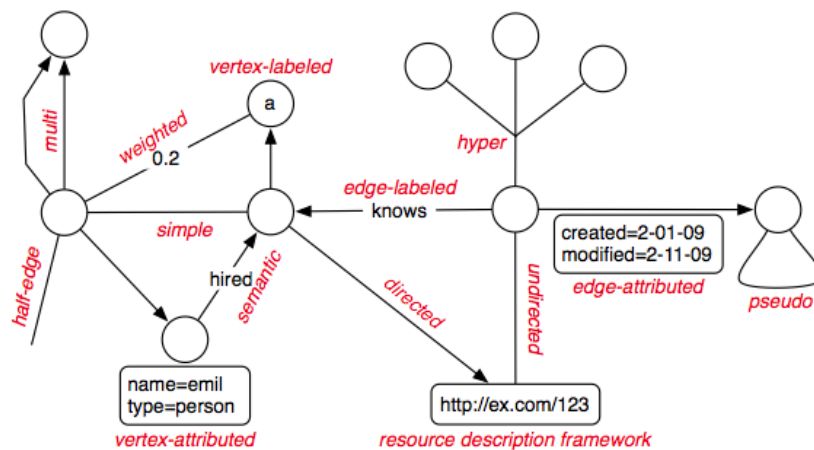 vertex-labeled
a
multi
weighted
0.2
hyper
edge-labeled
knows
simple
created=2-01-09
modified=2-11-09
edge-attributed
pseudo
half-edge
hired
semantic
directed
undirected
name=emil
type=person
vertex-attributed
http://ex.com/123
resource description framework